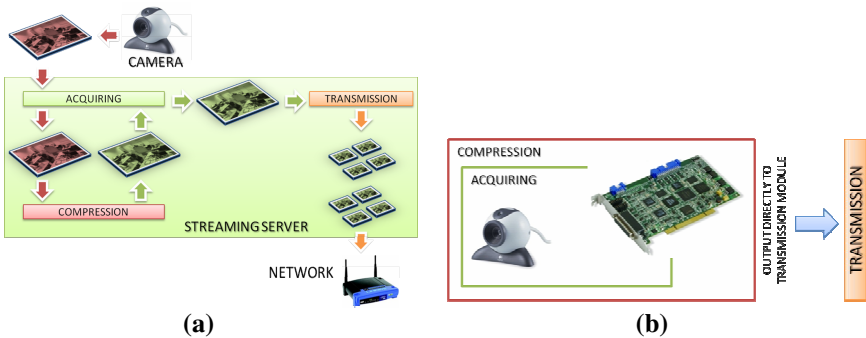 CAMERA
ACQUIRING
TRANSMISSION
COMPRESSION
STREAMING SERVER
NETWORK
(a)
COMPRESSION
ACQUIRING
OUTPUT DIRECTLY TO
TRANSMISSION MODULE
TRANSMISSION
(b)